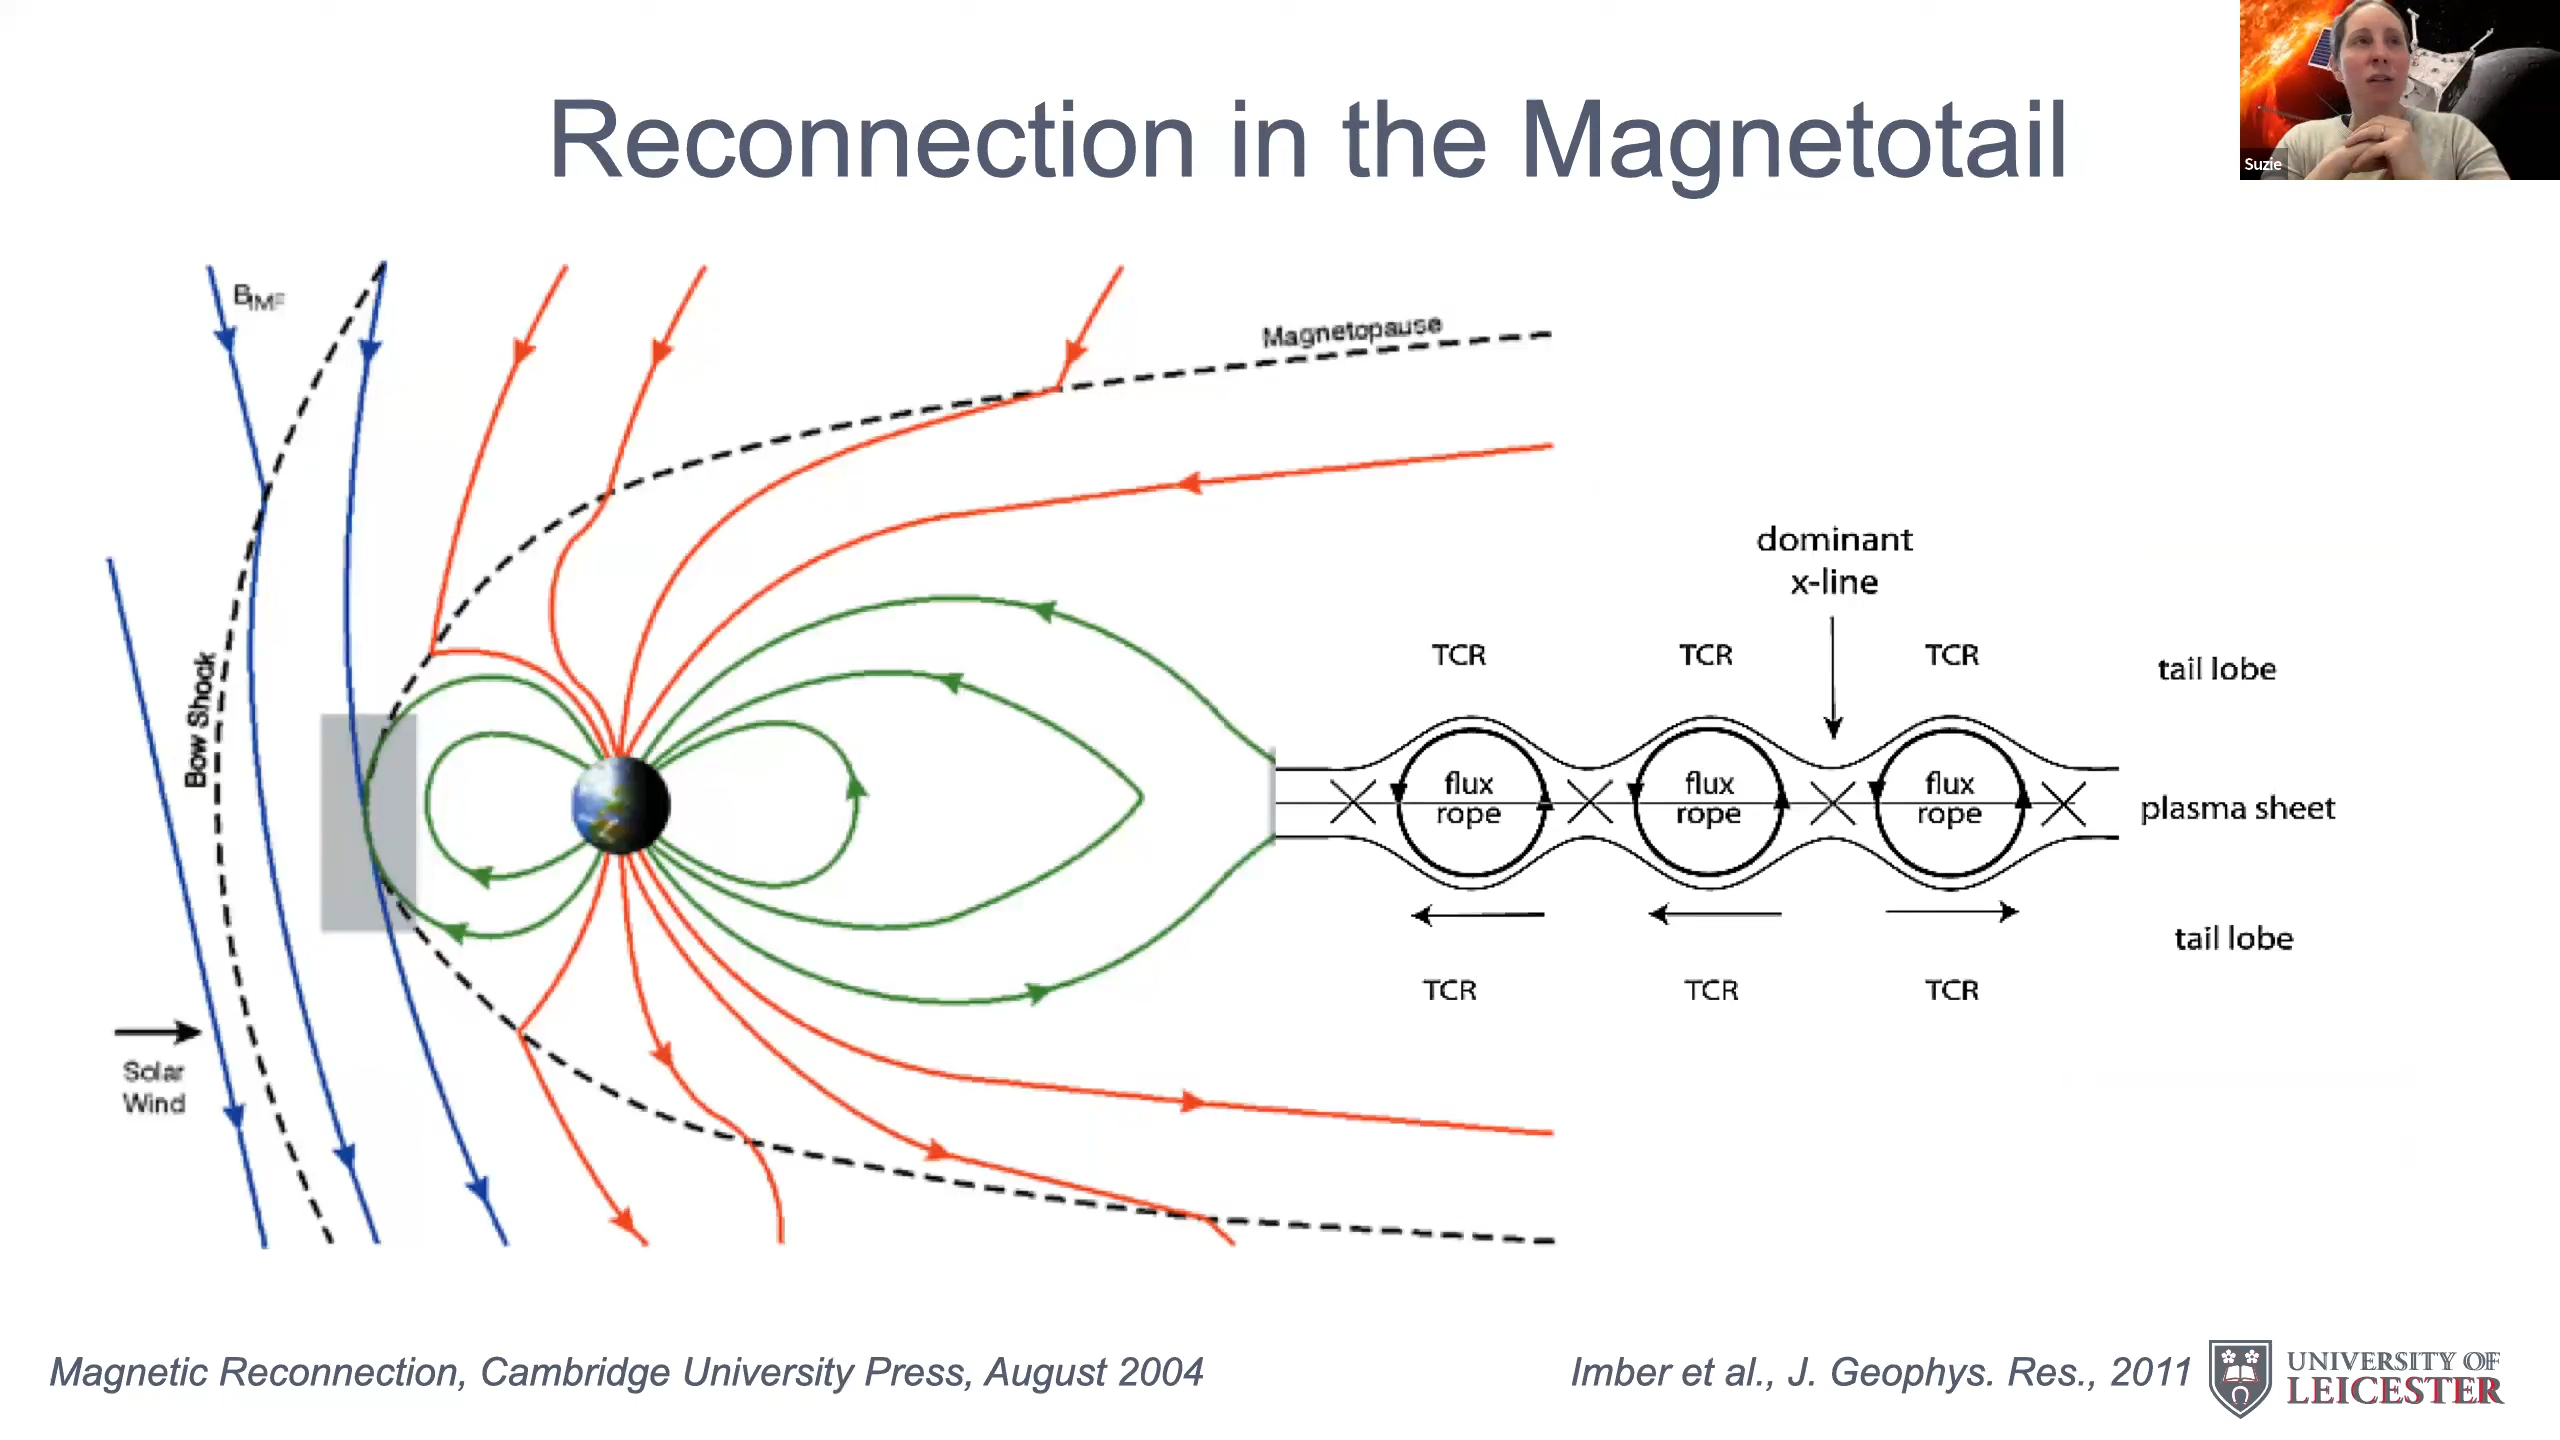 Suzie
Reconnection in the Magnetotail
BIMF
Magnetopause
dominant
x-line
TCR
TCR
TCR
tail lobe
Bow Shock
flux
rope
flux
rope
flux
rope
plasma sheet
tail lobe
TCR
TCR
TCR
Solar
Wind
Magnetic Reconnection, Cambridge University Press, August 2004
Imber et al., J. Geophys. Res., 2011
UNIVERSITY OF
LEICESTER